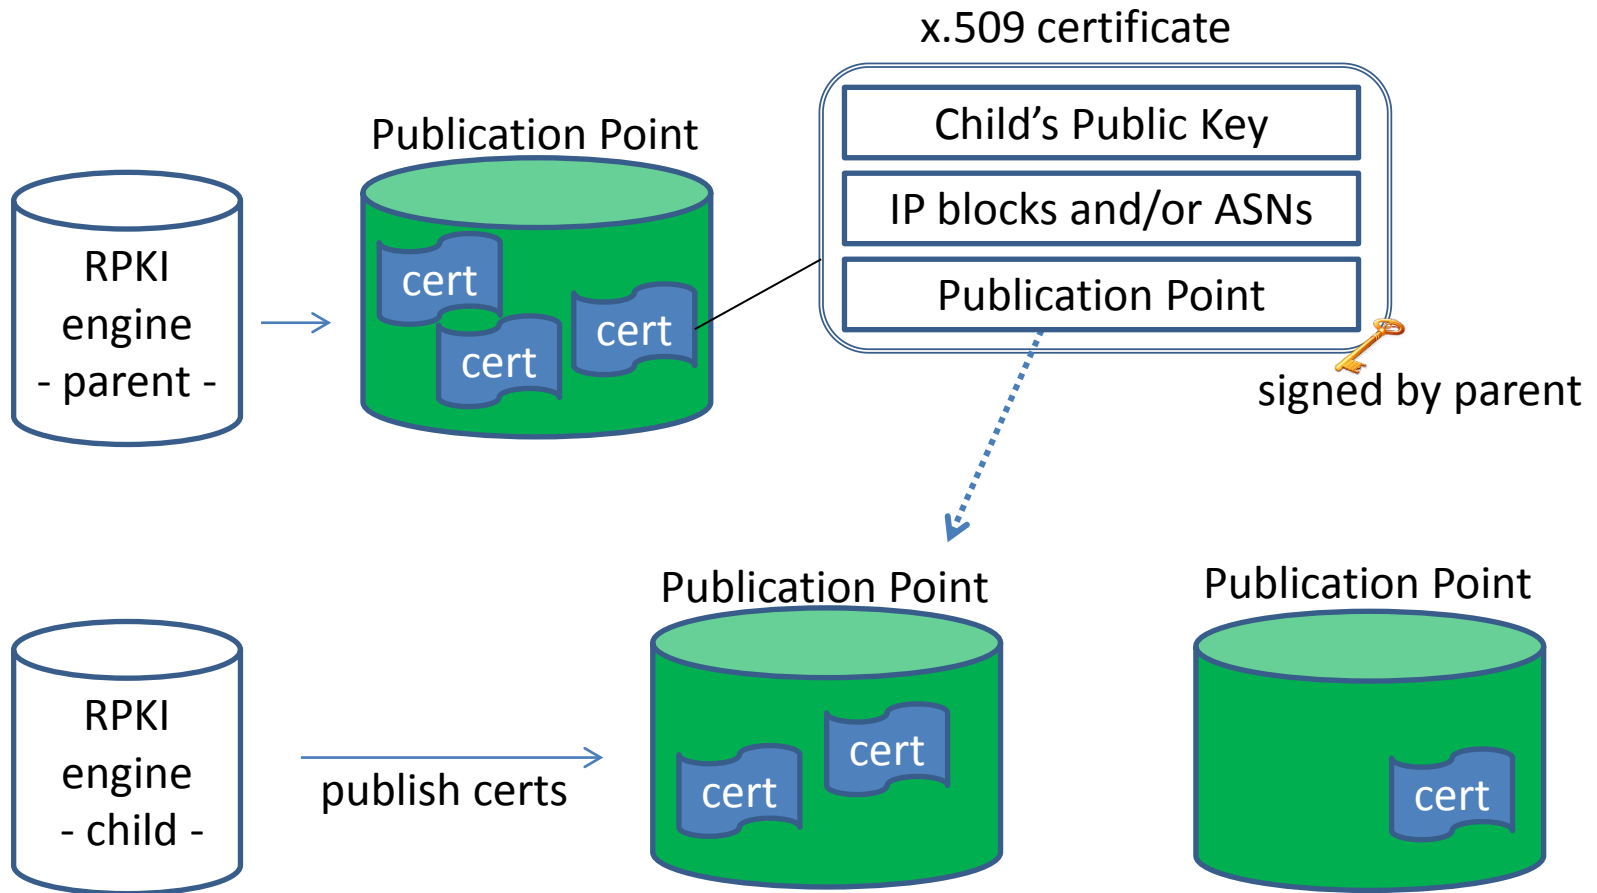 x.509 certificate
Child's Public Key
IP blocks and/or ASNs
Publication Point
signed by parent
Publication Point
cert
cert
cert
RPKI
engine
- parent -
Publication Point
cert
cert
Publication Point
cert
RPKI
engine
- child -
publish certs